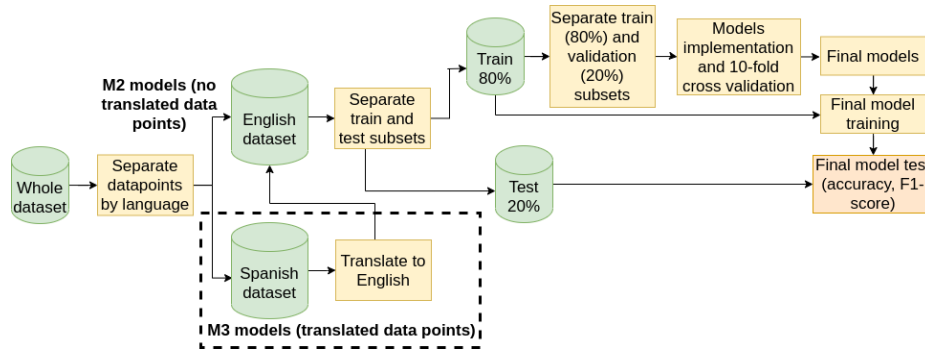 Separate train
(80%) and
validation
(20%) subsets
Models
implementation
and 10-fold
cross validation
Train
80%
Final models
M2 models (no
translated data
points)
English
dataset
Separate
train and
test subsets
Final model
training
Whole
dataset
Separate
datapoints
by language
Test
20%
Final model test
(accuracy, F1-
score)
Spanish
dataset
Translate to
English
M3 models (translated data points)